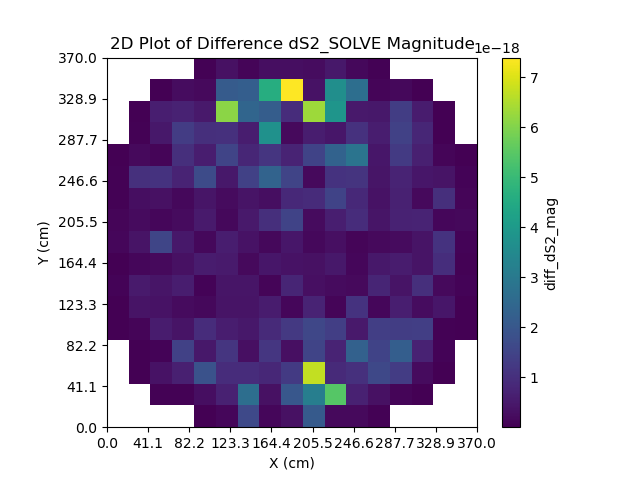 2D Plot of Difference dS2_SOLVE Magnitude
1e−18
370.0
328.9
287.7
246.6
205.5
164.4
123.3
82.2
41.1
0.0
Y (cm)
0.0 41.1 82.2 123.3 164.4 205.5 246.6 287.7 328.9 370.0
X (cm)
7
6
5
4
3
2
1
diff_dS2_mag